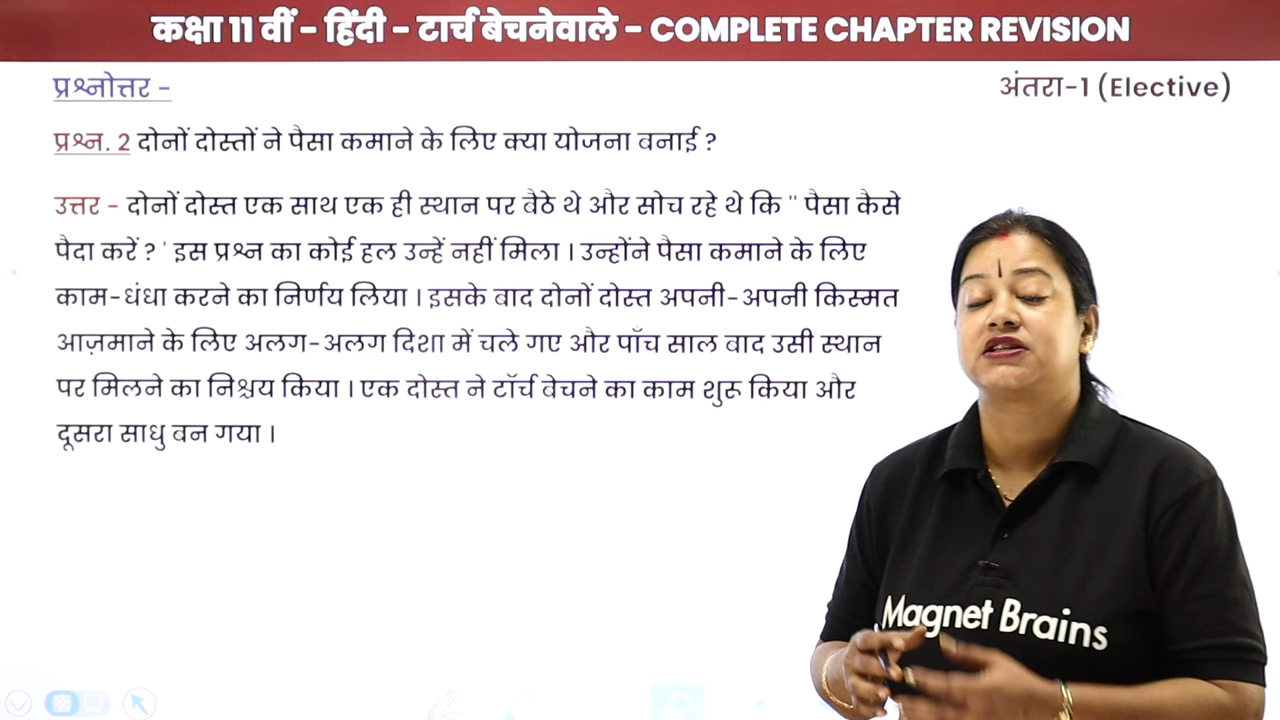 कक्षा 11 वीं - हिंदी - टार्च बेचनेवाले - COMPLETE CHAPTER REVISION
प्रश्नोत्तर -
अंतरा-1 (Elective)
प्रश्न. 2 दोनों दोस्तों ने पैसा कमाने के लिए क्या योजना बनाई ?
उत्तर - दोनों दोस्त एक साथ एक ही स्थान पर बैठे थे और सोच रहे थे कि " पैसा कैसे
पैदा करें ? ' इस प्रश्न का कोई हल उन्हें नहीं मिला । उन्होंने पैसा कमाने के लिए
काम-धंधा करने का निर्णय लिया । इसके बाद दोनों दोस्त अपनी-अपनी किस्मत
आज़माने के लिए अलग-अलग दिशा में चले गए और पाँच साल बाद उसी स्थान
पर मिलने का निश्चय किया । एक दोस्त ने टॉर्च बेचने का काम शुरू किया और
दूसरा साधु बन गया ।
Magnet Brains